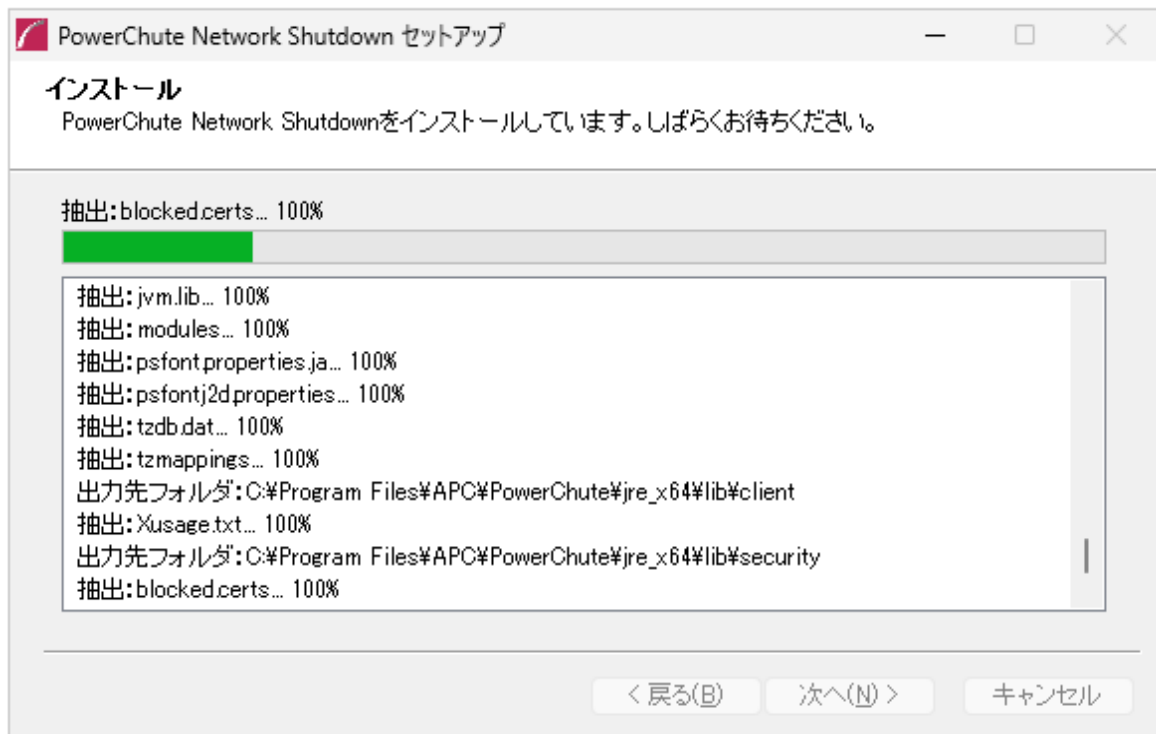 PowerChute Network Shutdown セットアップ
インストール
PowerChute Network Shutdownをインストールしています。しばらくお待ちください。
抽出:blocked.certs... 100%
抽出:jvm.lib... 100%
抽出:modules... 100%
抽出:psfont.properties.ja... 100%
抽出:psfontj2d.properties... 100%
抽出:tzdb.dat... 100%
抽出:tzmappings... 100%
出力先フォルダ:C:¥Program Files¥APC¥PowerChute¥jre_x64¥lib¥client
抽出:Xusage.txt... 100%
出力先フォルダ:C:¥Program Files¥APC¥PowerChute¥jre_x64¥lib¥security
抽出:blocked.certs... 100%
< 戻る(B) 次へ(N) > キャンセル